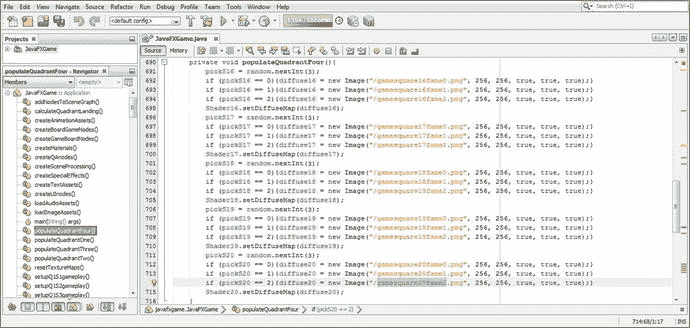 File Edit View Navigate Source Refactor Run Debug Profile Team Tools Window Help
<default config>
Projects
JavaFXGame
JavaFXGame.java
Source History
populateQuadrantFour - Navigator
Members <empty>
JavaFXGame :: Application
addNodesToSceneGraph()
calculateQuadrantLanding()
createAnimationAssets()
createBoardGameNodes()
createGameBoardNodes()
createMaterials()
createQAnodes()
createSceneProcessing()
createSpecialEffects()
createTextAssets()
createUInodes()
loadAudioAssets()
loadImageAssets()
main(String[] args)
populateQuadrantFour()
populateQuadrantOne()
populateQuadrantThree()
populateQuadrantTwo()
resetTextureMaps()
setupQ1S1gameplay()
setupQ1S2gameplay()
setupQ1S3gameplay()
690 private void populateQuadrantFour(){
691 pickS16 = random.nextInt(3);
692 if (pickS16 == 0){diffuse16 = new Image("/gamesquare16fame0.png", 256, 256, true, true, true);}
693 if (pickS16 == 1){diffuse16 = new Image("/gamesquare16fame1.png", 256, 256, true, true, true);}
694 if (pickS16 == 2){diffuse16 = new Image("/gamesquare16fame2.png", 256, 256, true, true, true);}
695 Shader16.setDiffuseMap(diffuse16);
696 pickS17 = random.nextInt(3);
697 if (pickS17 == 0){diffuse17 = new Image("/gamesquare17fame0.png", 256, 256, true, true, true);}
698 if (pickS17 == 1){diffuse17 = new Image("/gamesquare17fame1.png", 256, 256, true, true, true);}
699 if (pickS17 == 2){diffuse17 = new Image("/gamesquare17fame2.png", 256, 256, true, true, true);}
700 Shader17.setDiffuseMap(diffuse17);
701 pickS18 = random.nextInt(3);
702 if (pickS18 == 0){diffuse18 = new Image("/gamesquare18fame0.png", 256, 256, true, true, true);}
703 if (pickS18 == 1){diffuse18 = new Image("/gamesquare18fame1.png", 256, 256, true, true, true);}
704 if (pickS18 == 2){diffuse18 = new Image("/gamesquare18fame2.png", 256, 256, true, true, true);}
705 Shader18.setDiffuseMap(diffuse18);
706 pickS19 = random.nextInt(3);
707 if (pickS19 == 0){diffuse19 = new Image("/gamesquare19fame0.png", 256, 256, true, true, true);}
708 if (pickS19 == 1){diffuse19 = new Image("/gamesquare19fame1.png", 256, 256, true, true, true);}
709 if (pickS19 == 2){diffuse19 = new Image("/gamesquare19fame2.png", 256, 256, true, true, true);}
710 Shader19.setDiffuseMap(diffuse19);
711 pickS20 = random.nextInt(3);
712 if (pickS20 == 0){diffuse20 = new Image("/gamesquare20fame0.png", 256, 256, true, true, true);}
713 if (pickS20 == 1){diffuse20 = new Image("/gamesquare20fame1.png", 256, 256, true, true, true);}
if (pickS20 == 2){diffuse20 = new Image("/gamesquare20fame2.png", 256, 256, true, true, true);}
715 Shader20.setDiffuseMap(diffuse20);
716 }
javafxgame.JavaFXGame populateQuadrantFour if (pickS20 == 2)
714:68/1:17 INS